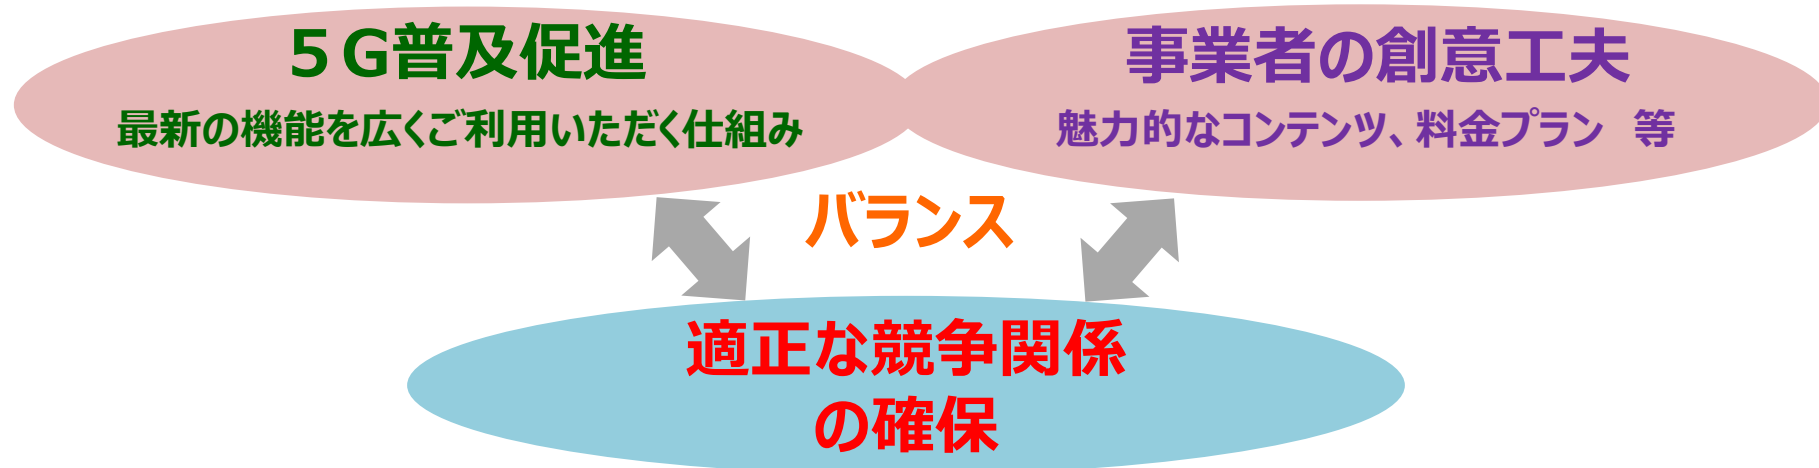 ５G普及促進
最新の機能を広くご利用いただく仕組み
事業者の創意工夫
魅力的なコンテンツ、料金プラン　等
バランス
適正な競争関係
の確保